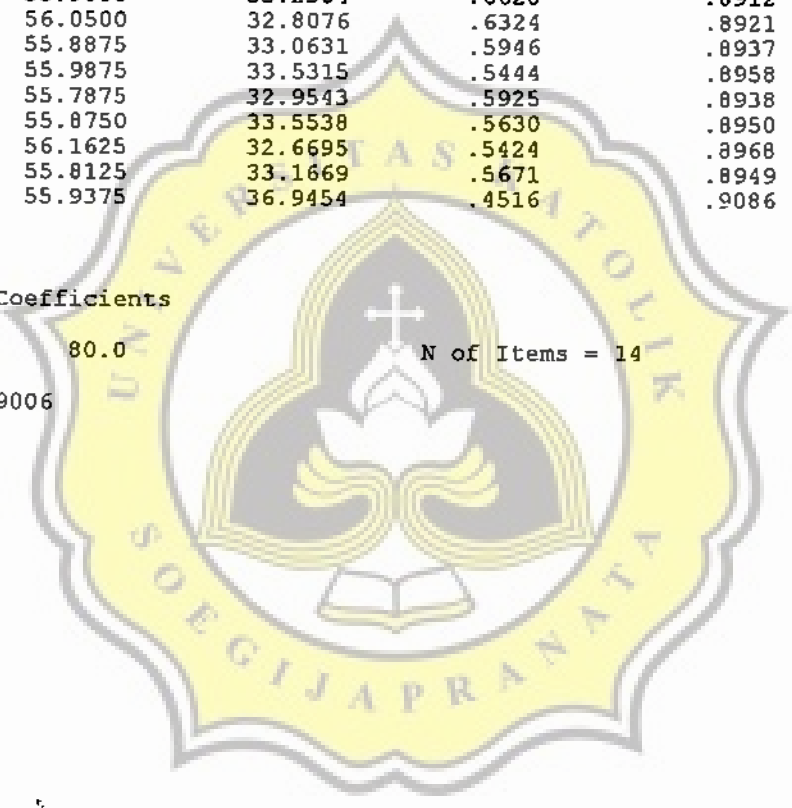 56.0500 32.8076 .6324 .8921
55.8875 33.0631 .5946 .8937
55.9875 33.5315 .5444 .8958
55.7875 32.9543 .5925 .8938
55.8750 33.5538 .5630 .8950
56.1625 32.6695 .5424 .8968
55.8125 33.1669 .5671 .8949
55.9375 36.9454 .4516 .9086
Coefficients
80.0 N of Items = 14
9006
UNIVERSITAS KATOLIK
SOEGIJAPRANATA